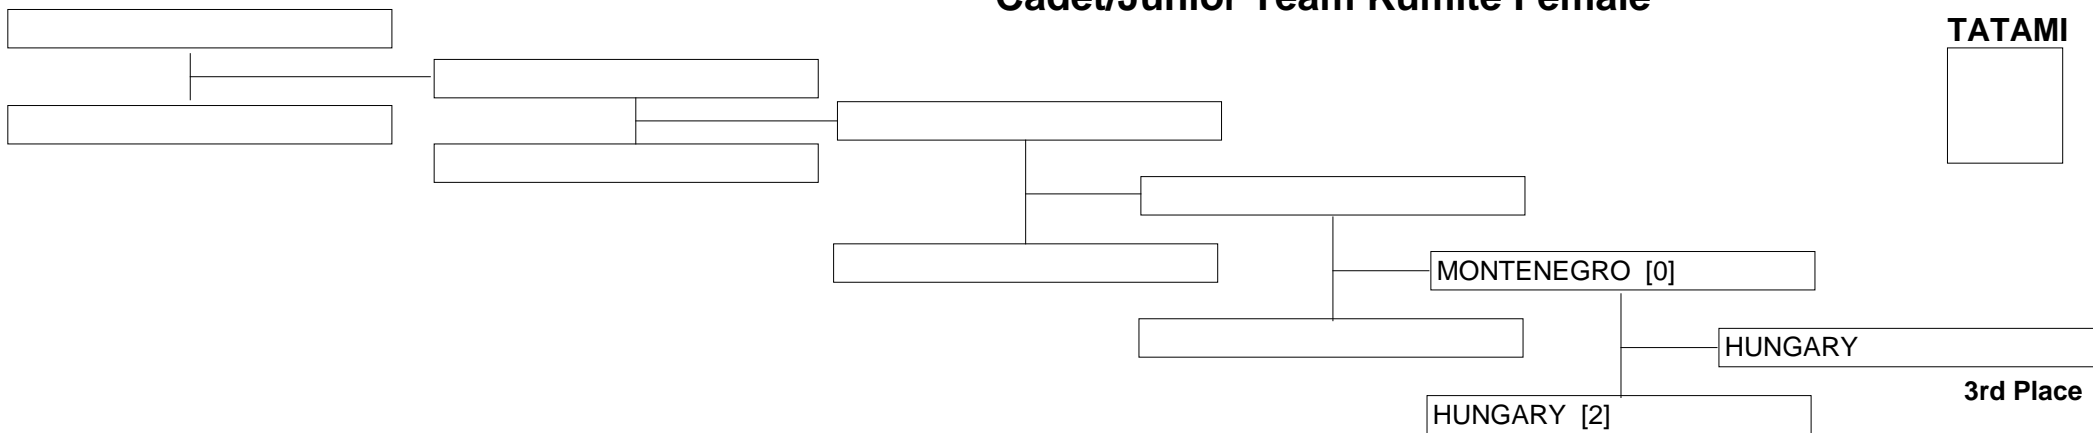 Cadet/Junior Team Kumite Female
TATAMI
MONTENEGRO [0]
HUNGARY
3rd Place
HUNGARY [2]